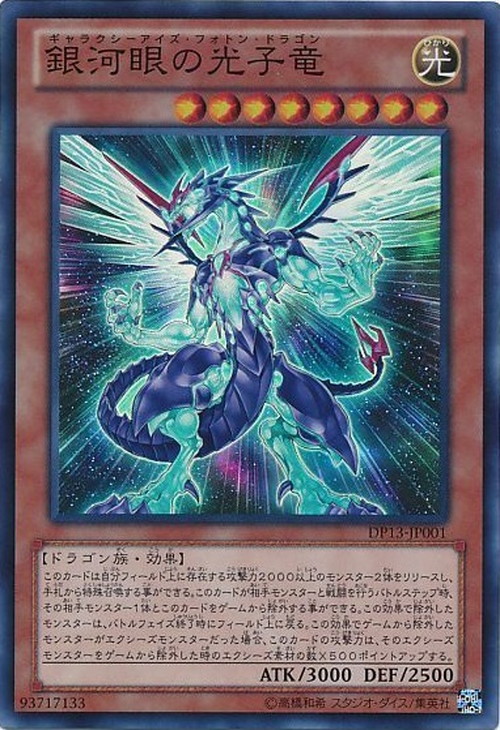 ギャラクシーアイズ・フォトン・ドラゴン
銀河眼の光子竜
ひかり
光
DP13-JP001
【ドラゴン族・効果】
このカードは自分フィールド上に存在する攻撃力2000以上のモンスター2体をリリースし、
手札から特殊召喚する事ができる。このカードが相手モンスターと戦闘を行うバトルステップ時、
その相手モンスター1体とこのカードをゲームから除外する事ができる。この効果で除外した
モンスターは、バトルフェイズ終了時にフィールド上に戻る。この効果でゲームから除外した
モンスターがエクシーズモンスターだった場合、このカードの攻撃力は、そのエクシーズ
モンスターをゲームから除外した時のエクシーズ素材の数×500ポイントアップする。
ATK/3000 DEF/2500
93717133
©高橋和希 スタジオ・ダイス/集英社